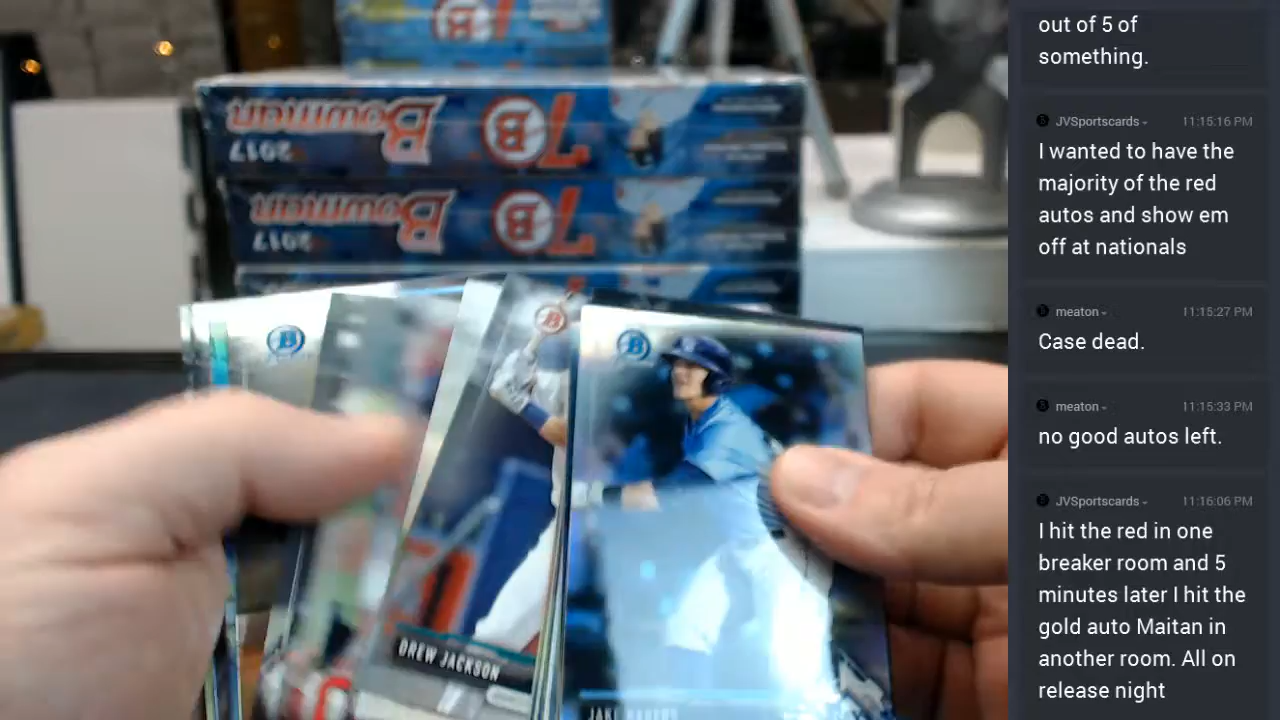 Bowman
2017
B
Bowman
2017
B
DREW JACKSON
out of 5 of
something.
JVSportscards
11:15:16 PM
I wanted to have the
majority of the red
autos and show em
off at nationals
meaton
11:15:27 PM
Case dead.
meaton
11:15:33 PM
no good autos left.
JVSportscards
11:16:06 PM
I hit the red in one
breaker room and 5
minutes later I hit the
gold auto Maitan in
another room. All on
release night